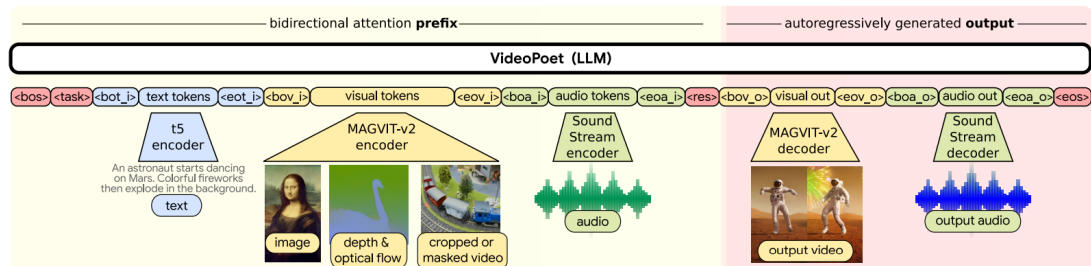 bidirectional attention prefix
autoregressively generated output
VideoPoet (LLM)
<bos> <task> <bot_i> text tokens <eot_i> <bov_i> visual tokens <eov_i> <boa_i> audio tokens <eoa_i> <res> <bov_o> visual out <eov_o> <boa_o> audio out <eoa_o> <eos>
t5
encoder
MAGVIT-v2
encoder
Sound
Stream
encoder
MAGVIT-v2
decoder
Sound
Stream
decoder
An astronaut starts dancing
on Mars. Colorful fireworks
then explode in the background.
text
image
depth &
optical flow
cropped or
masked video
audio
output video
output audio